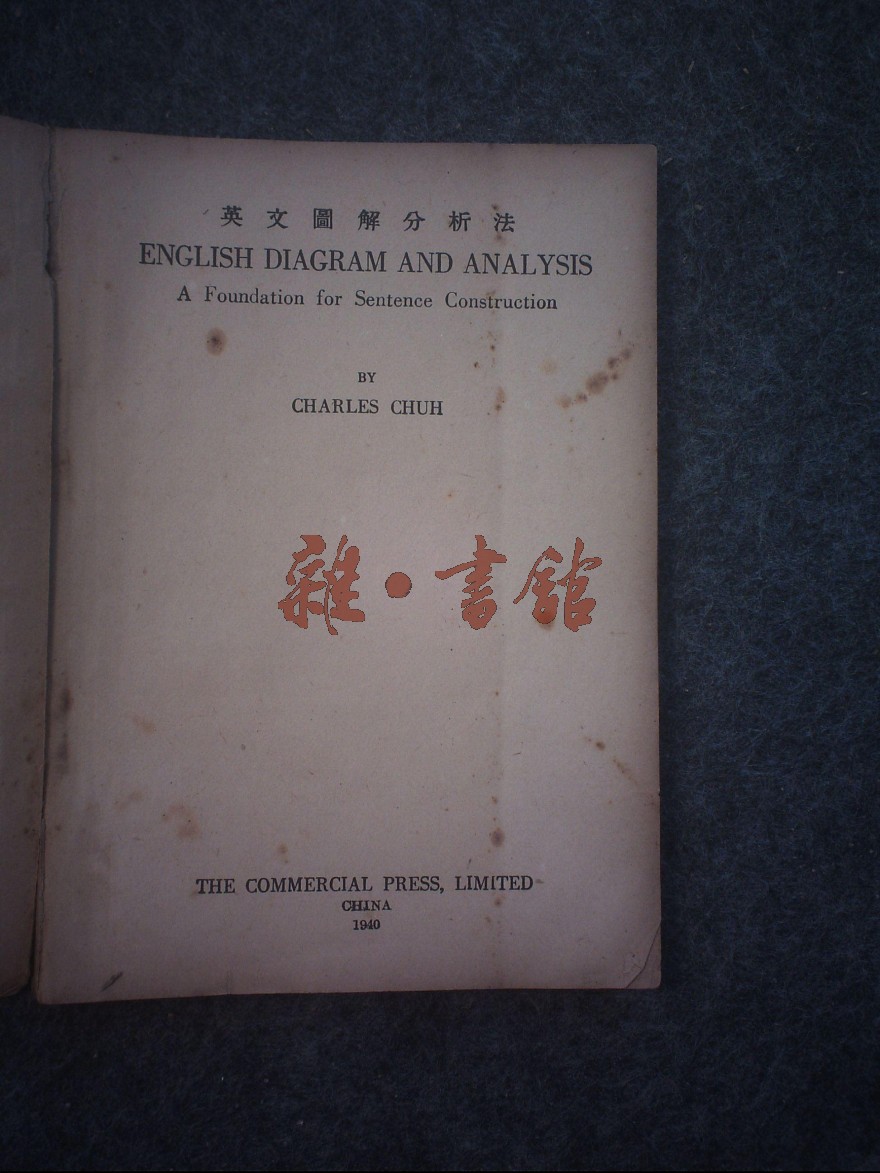 英文圖解分析法
ENGLISH DIAGRAM AND ANALYSIS
A Foundation for Sentence Construction
BY
CHARLES CHUH
雜·書館
THE COMMERCIAL PRESS, LIMITED
CHINA
1940